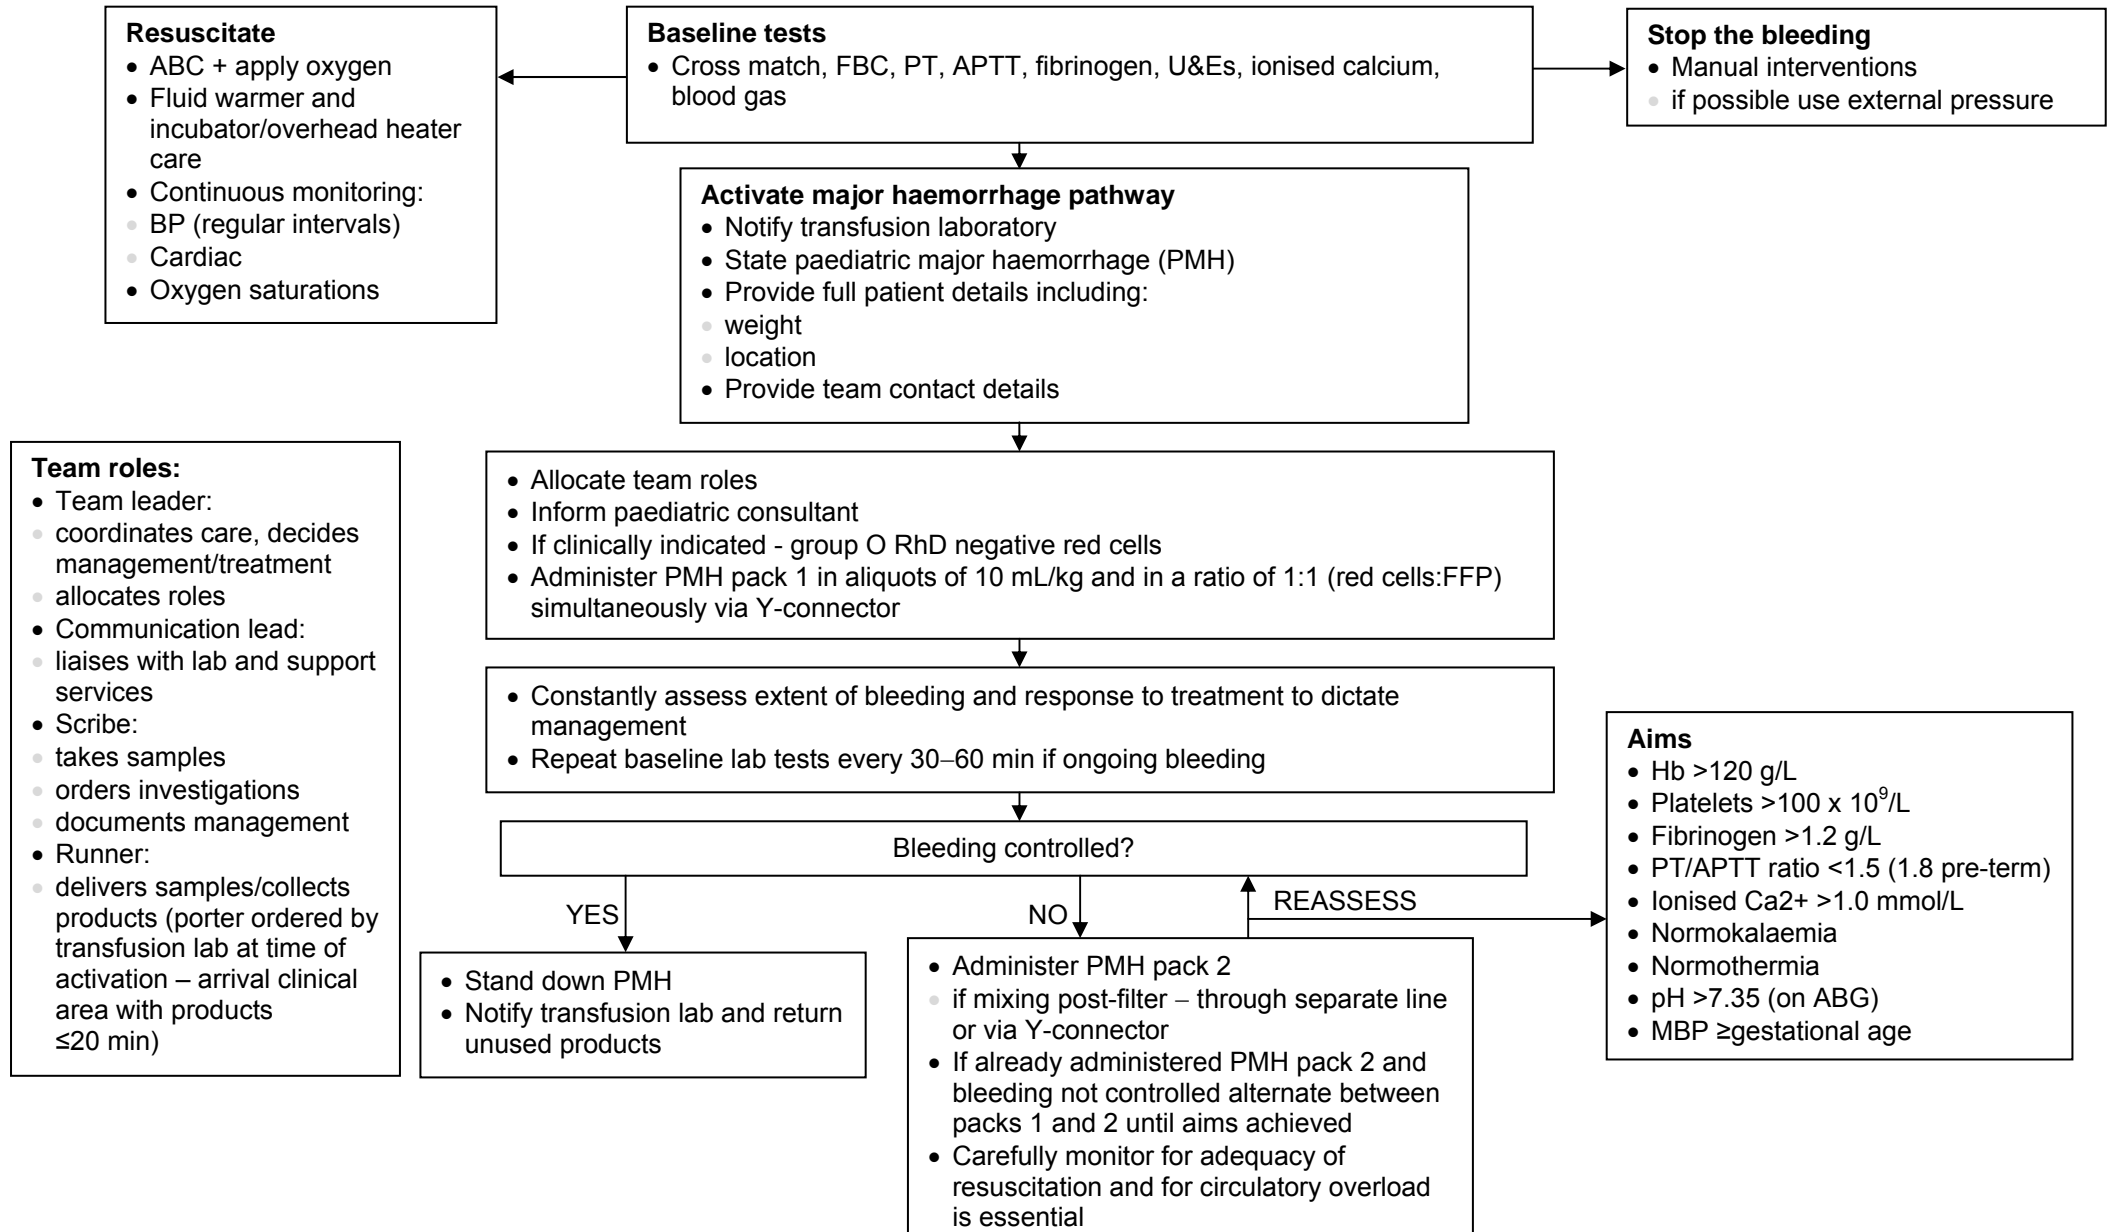 Resuscitate
• ABC + apply oxygen
• Fluid warmer and
incubator/overhead heater
care
• Continuous monitoring:
• BP (regular intervals)
• Cardiac
• Oxygen saturations
Baseline tests
• Cross match, FBC, PT, APTT, fibrinogen, U&Es, ionised calcium,
blood gas
Stop the bleeding
• Manual interventions
• if possible use external pressure
Activate major haemorrhage pathway
• Notify transfusion laboratory
• State paediatric major haemorrhage (PMH)
• Provide full patient details including:
• weight
• location
• Provide team contact details
Team roles:
• Team leader:
• coordinates care, decides
management/treatment
• allocates roles
• Communication lead:
• liaises with lab and support
services
• Scribe:
• takes samples
• orders investigations
• documents management
• Runner:
• delivers samples/collects
products (porter ordered by
transfusion lab at time of
activation – arrival clinical
area with products
≤20 min)
• Allocate team roles
• Inform paediatric consultant
• If clinically indicated - group O RhD negative red cells
• Administer PMH pack 1 in aliquots of 10 mL/kg and in a ratio of 1:1 (red cells:FFP)
simultaneously via Y-connector
• Constantly assess extent of bleeding and response to treatment to dictate
management
• Repeat baseline lab tests every 30–60 min if ongoing bleeding
Bleeding controlled?
YES
NO
REASSESS
• Stand down PMH
• Notify transfusion lab and return
unused products
• Administer PMH pack 2
• if mixing post-filter – through separate line
or via Y-connector
• If already administered PMH pack 2 and
bleeding not controlled alternate between
packs 1 and 2 until aims achieved
• Carefully monitor for adequacy of
resuscitation and for circulatory overload
is essential
Aims
• Hb >120 g/L
• Platelets >100 x 10⁹/L
• Fibrinogen >1.2 g/L
• PT/APTT ratio <1.5 (1.8 pre-term)
• Ionised Ca2+ >1.0 mmol/L
• Normokalaemia
• Normothermia
• pH >7.35 (on ABG)
• MBP ≥gestational age